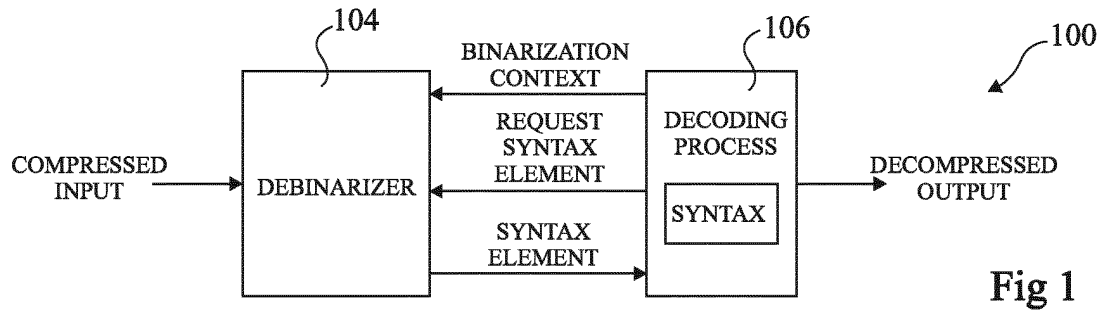 104
106
100
BINARIZATION
CONTEXT
REQUEST
SYNTAX
ELEMENT
SYNTAX
ELEMENT
COMPRESSED
INPUT
DEBINARIZER
DECODING
PROCESS
SYNTAX
DECOMPRESSED
OUTPUT
Fig 1